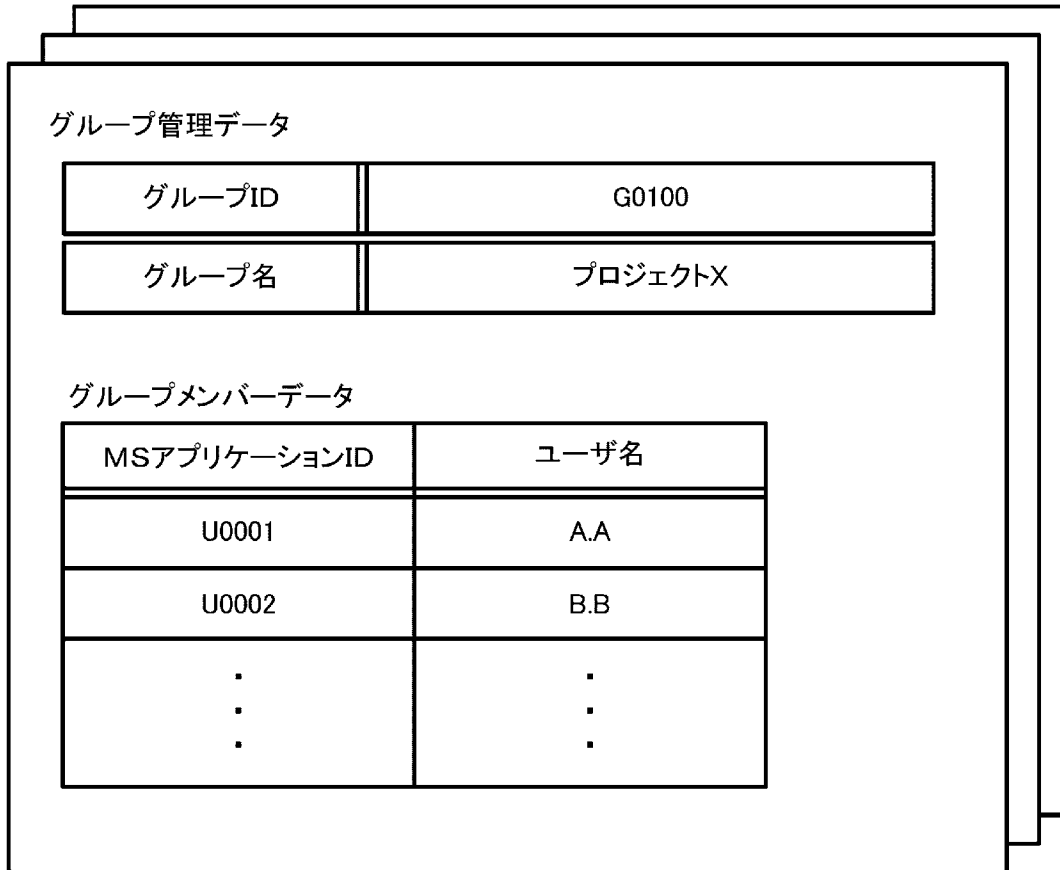 グループ管理データ
グループID G0100
グループ名 プロジェクトX
グループメンバーデータ
MSアプリケーションID ユーザ名
U0001 A.A
U0002 B.B